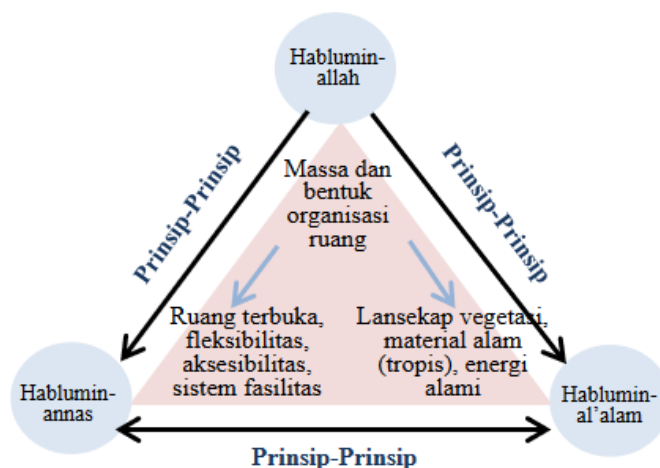 Hablumin-
allah
Prinsip-Prinsip
Prinsip-Prinsip
Massa dan
bentuk
organisasi
ruang
Ruang terbuka,
fleksibilitas,
aksesibilitas,
sistem fasilitas
Lansekap vegetasi,
material alam
(tropis), energi
alami
Hablumin-
annas
Hablumin-
al’alam
Prinsip-Prinsip